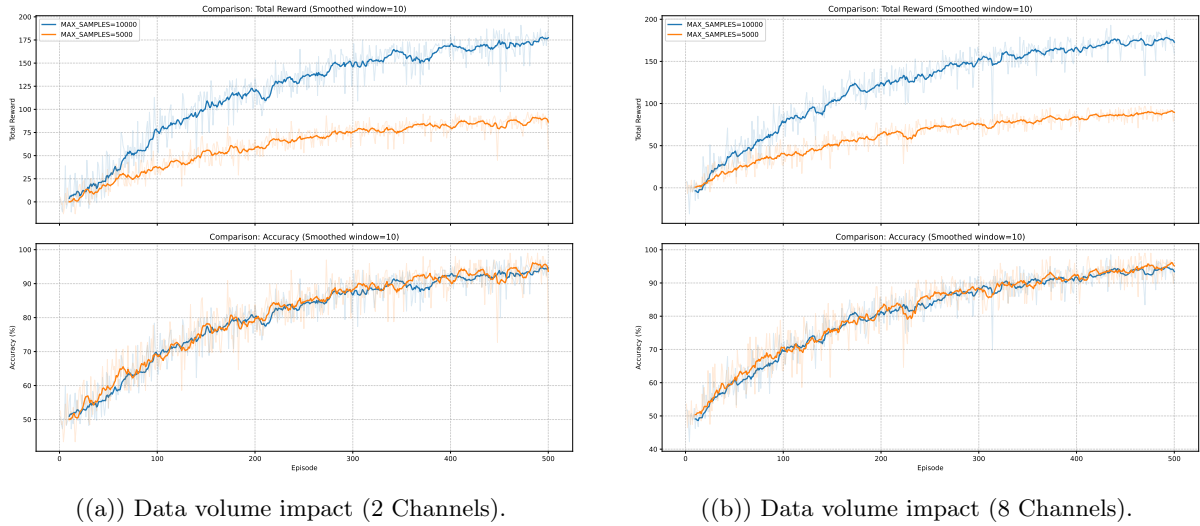 Comparison: Total Reward (Smoothed window=10)
MAX_SAMPLES=10000
MAX_SAMPLES=5000
Total Reward
200
175
150
125
100
75
50
25
0
Comparison: Accuracy (Smoothed window=10)
Accuracy (%)
100
90
80
70
60
50
0
100
200
300
400
500
Episode
((a)) Data volume impact (2 Channels).
Comparison: Total Reward (Smoothed window=10)
MAX_SAMPLES=10000
MAX_SAMPLES=5000
Total Reward
200
150
100
50
0
Comparison: Accuracy (Smoothed window=10)
Accuracy (%)
100
90
80
70
60
50
40
0
100
200
300
400
500
Episode
((b)) Data volume impact (8 Channels).